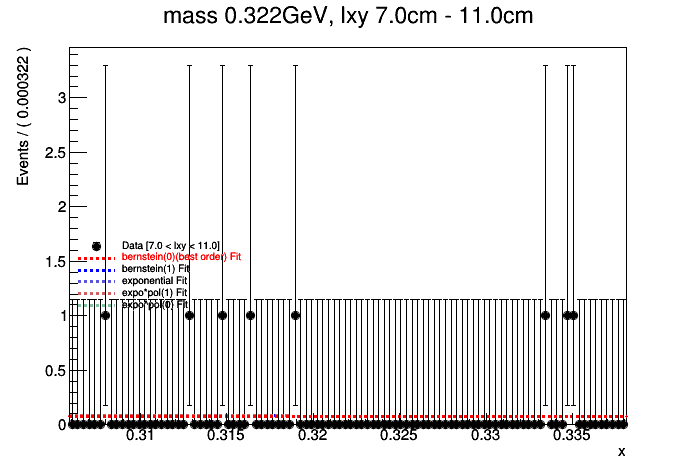 mass 0.322GeV, lxy 7.0cm - 11.0cm
Events / ( 0.000322 )
3
2.5
2
Data [7.0 < lxy < 11.0]
bernstein(0)(best order) Fit
1.5
bernstein(1) Fit
exponential Fit
expo*pol(1) Fit
expo*pol(0) Fit
1
0.5
0
0.31 0.315 0.32 0.325 0.33 0.335
x